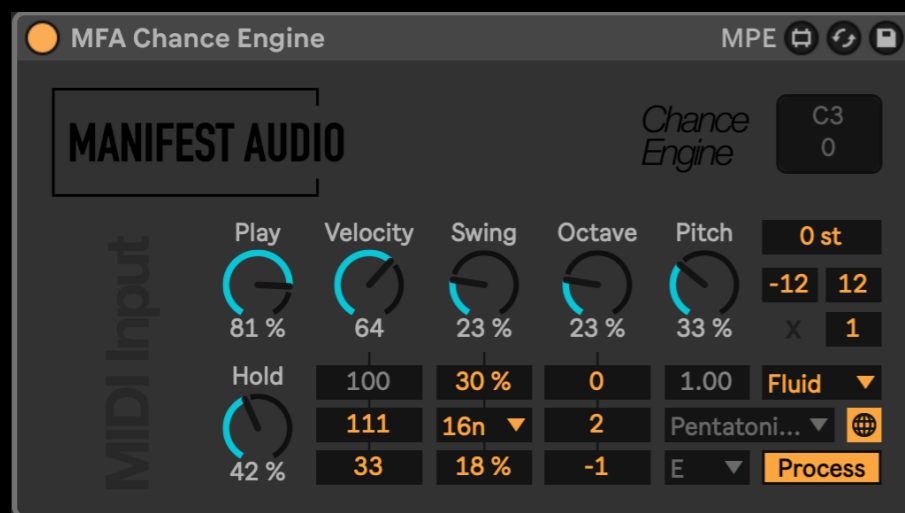 MFA Chance Engine MPE
MANIFEST AUDIO
Chance
Engine
C3
0
MIDI Input
Play Velocity Swing Octave Pitch 0 st
-12 12
81 % 64 23 % 23 % 33 % X 1
Hold 100 30 % 0 1.00 Fluid
111 16n 2 Pentatoni...
42 % 33 18 % -1 E Process